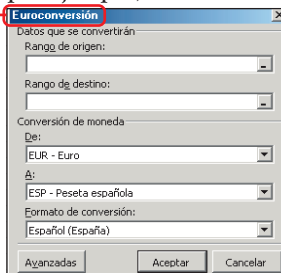 Euroconversión
Datos que se convertirán
Rango de origen:
Rango de destino:
Conversión de moneda
De:
EUR - Euro
A:
ESP - Peseta española
Formato de conversión:
Español (España)
Avanzadas Aceptar Cancelar